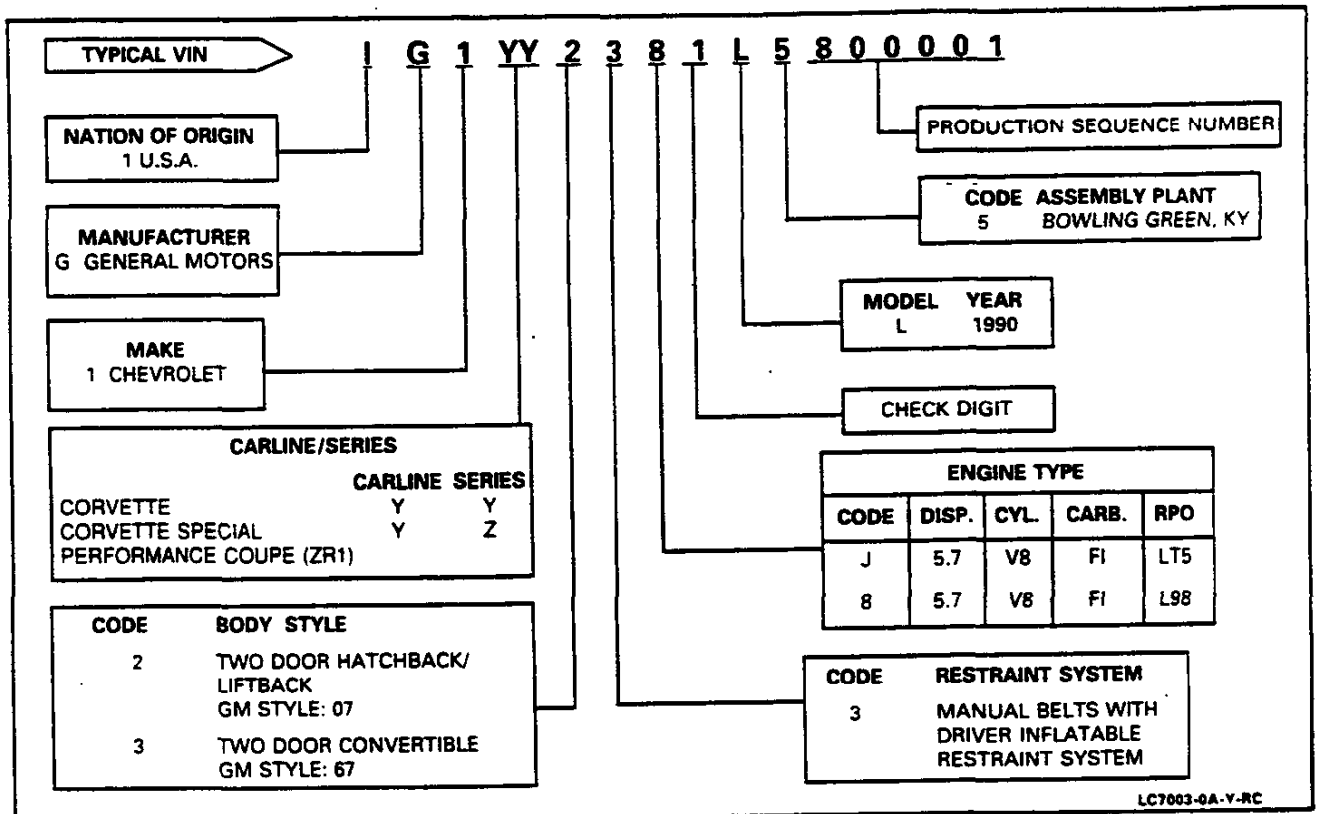 TYPICAL VIN
I G 1 YY 2 3 8 1 L 5 8 0 0 0 0 1
NATION OF ORIGIN
1 U.S.A.
MANUFACTURER
G GENERAL MOTORS
MAKE
1 CHEVROLET
CARLINE/SERIES
CARLINE SERIES
CORVETTE Y Y
CORVETTE SPECIAL Y Z
PERFORMANCE COUPE (ZR1)
CODE BODY STYLE
2 TWO DOOR HATCHBACK/
LIFTBACK
GM STYLE: 07
3 TWO DOOR CONVERTIBLE
GM STYLE: 67
PRODUCTION SEQUENCE NUMBER
CODE ASSEMBLY PLANT
5 BOWLING GREEN, KY
MODEL YEAR
L 1990
CHECK DIGIT
ENGINE TYPE
CODE DISP. CYL. CARB. RPO
J 5.7 V8 FI LT5
8 5.7 V8 FI L98
CODE RESTRAINT SYSTEM
3 MANUAL BELTS WITH
DRIVER INFLATABLE
RESTRAINT SYSTEM
LC7003-0A-Y-RC